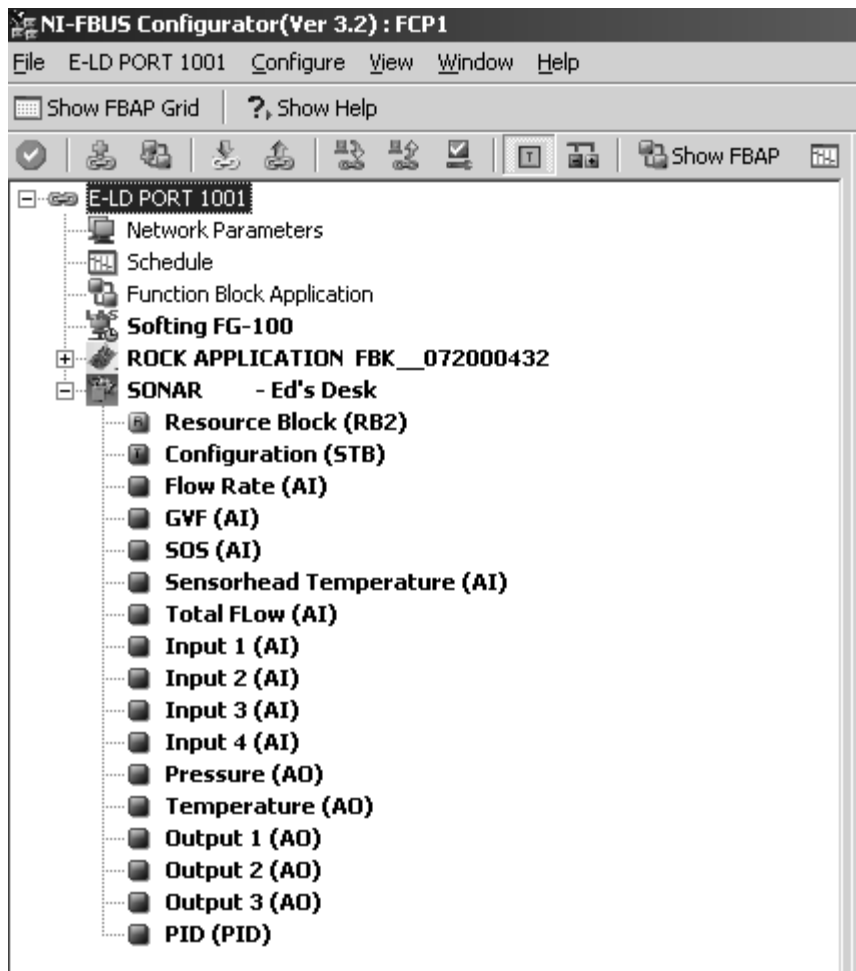 NI-FBUS Configurator(Ver 3.2) : FCP1
File E-LD PORT 1001 Configure View Window Help
Show FBAP Grid ? Show Help
T Show FBAP
E-LD PORT 1001
Network Parameters
Schedule
Function Block Application
Softing FG-100
ROCK APPLICATION FBK__072000432
SONAR - Ed's Desk
Resource Block (RB2)
Configuration (STB)
Flow Rate (AI)
GVF (AI)
SOS (AI)
Sensorhead Temperature (AI)
Total FLow (AI)
Input 1 (AI)
Input 2 (AI)
Input 3 (AI)
Input 4 (AI)
Pressure (AO)
Temperature (AO)
Output 1 (AO)
Output 2 (AO)
Output 3 (AO)
PID (PID)